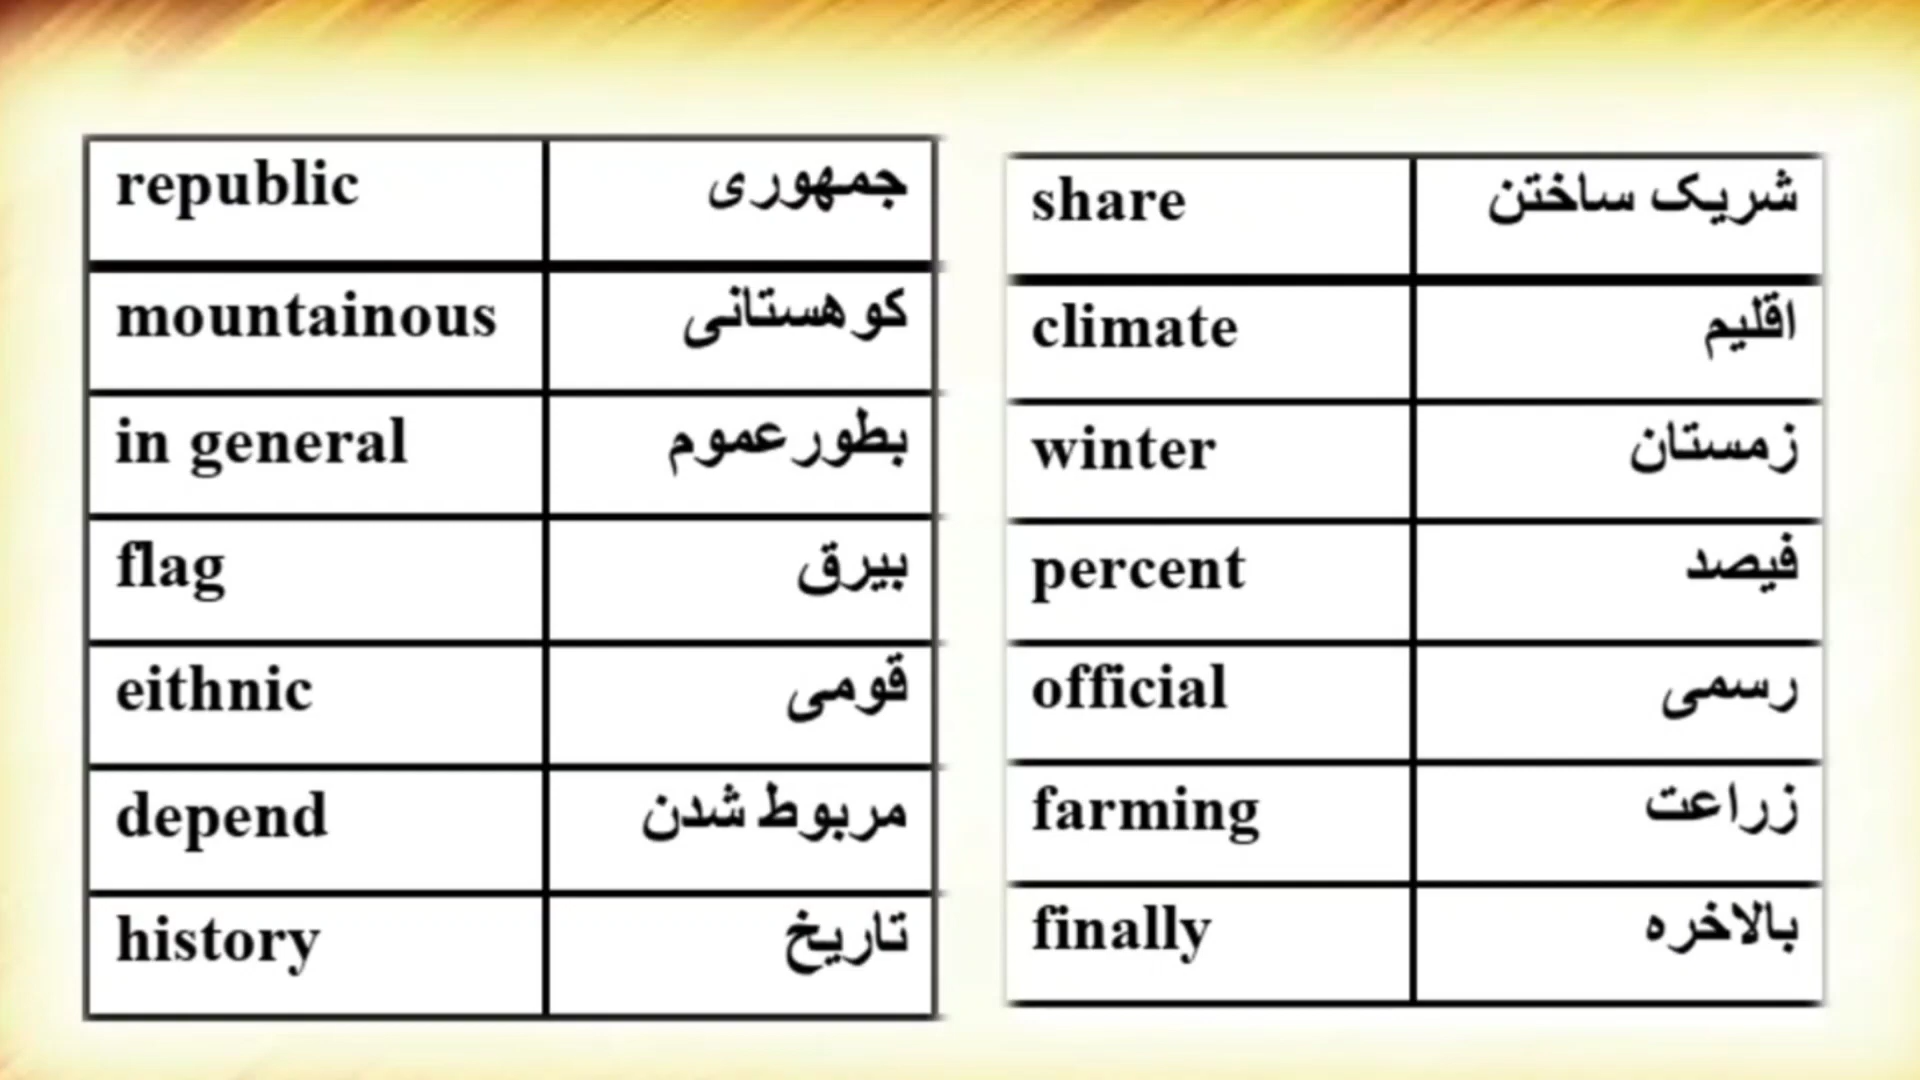 republic جمهوری
mountainous کوهستانی
in general بطورعموم
flag بیرق
eithnic قومی
depend مربوط شدن
history تاریخ
share شریک ساختن
climate اقلیم
winter زمستان
percent فیصد
official رسمی
farming زراعت
finally بالاخره